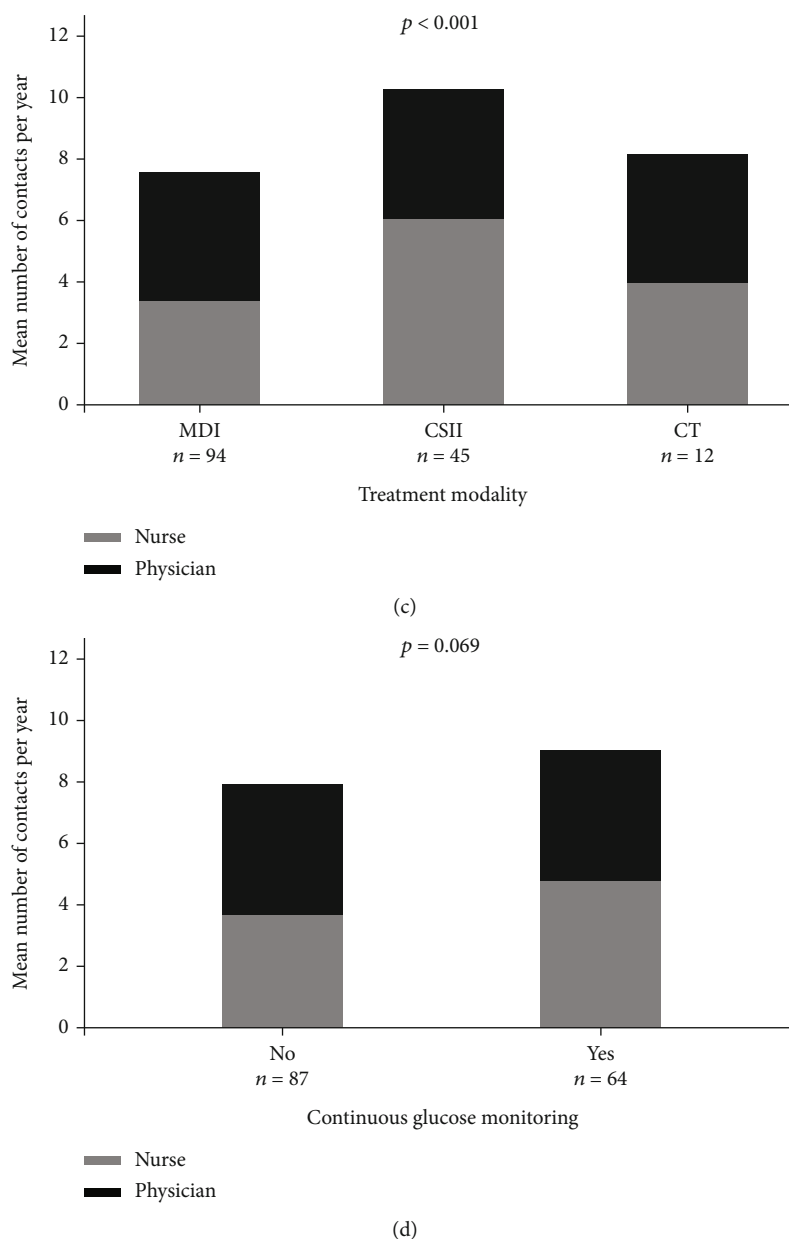 p < 0.001
12
10
8
6
4
2
0
Mean number of contacts per year
MDI CSII CT
n = 94 n = 45 n = 12
Treatment modality
Nurse
Physician
(c)
p = 0.069
12
10
8
6
4
2
0
Mean number of contacts per year
No Yes
n = 87 n = 64
Continuous glucose monitoring
Nurse
Physician
(d)